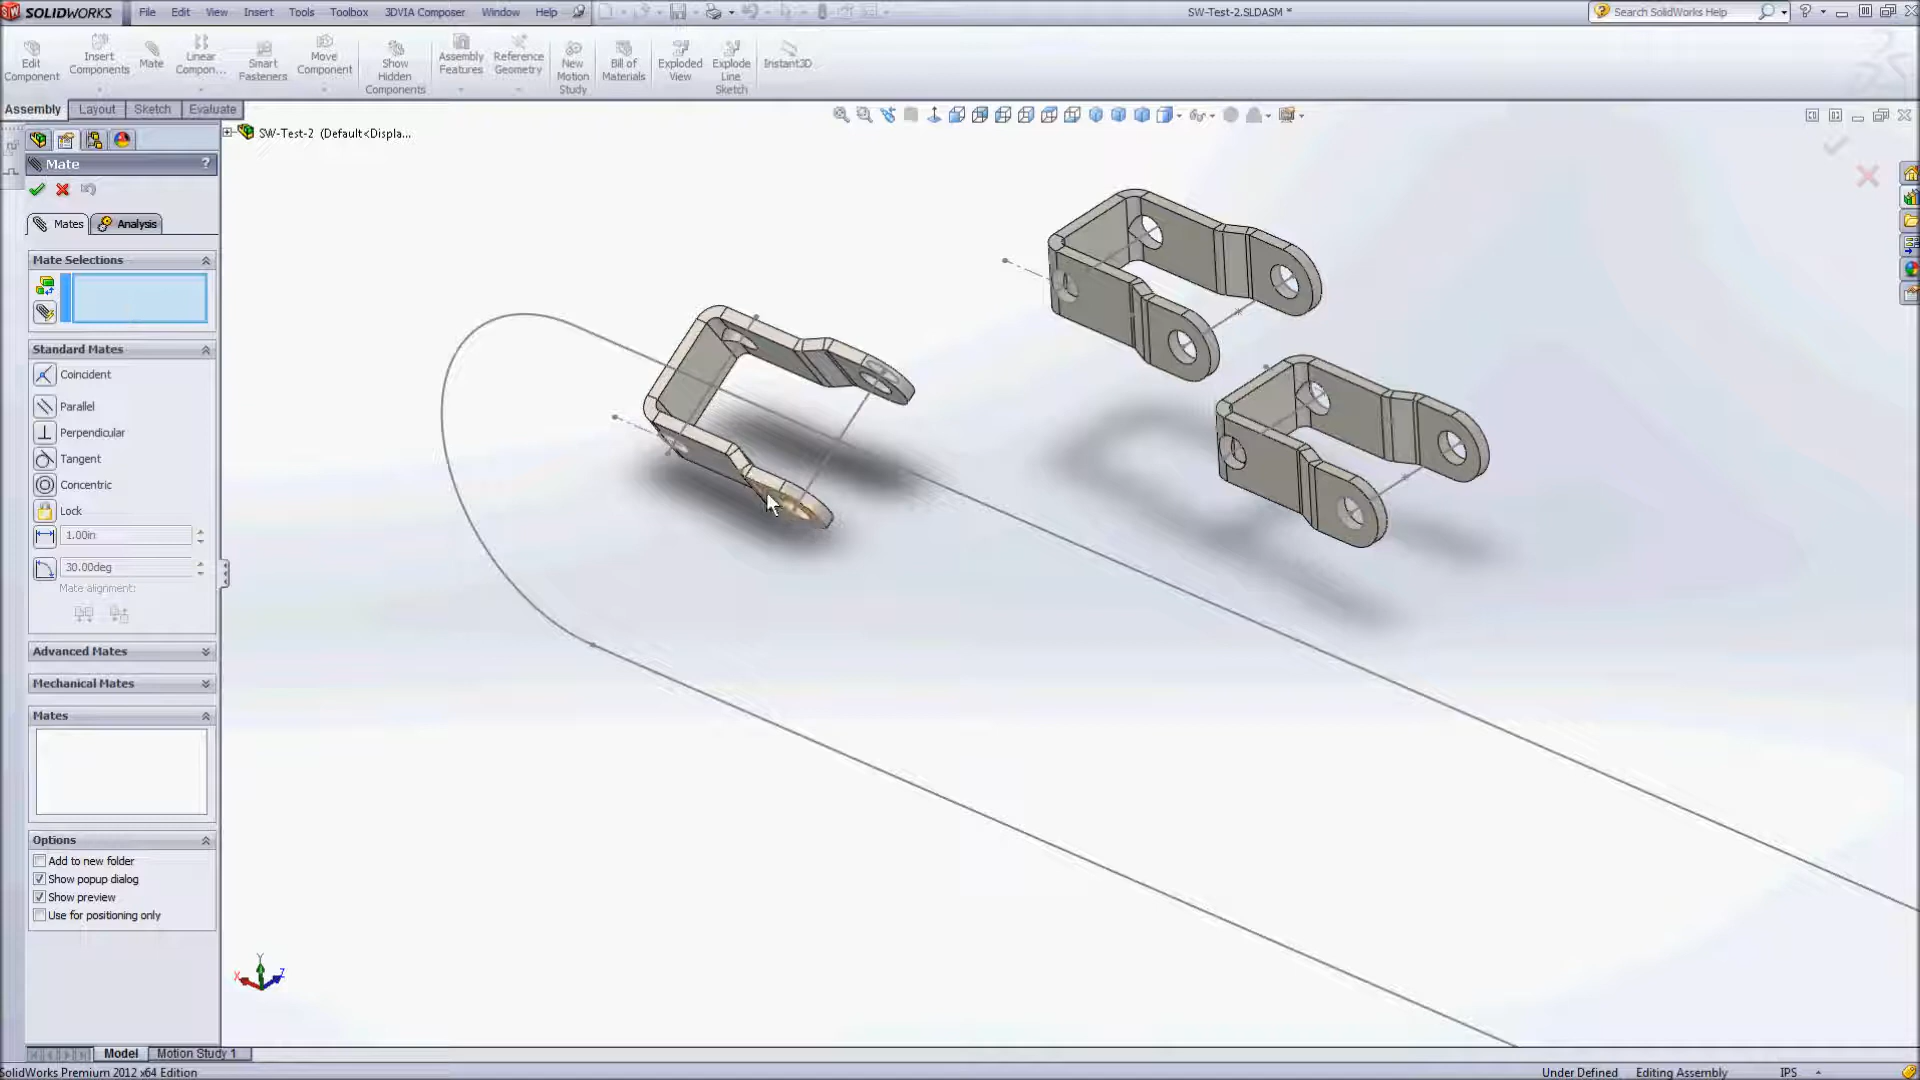 SOLIDWORKS File Edit View Insert Tools Toolbox 3DVIA Composer Window Help SW-Test-2.SLDASM * Search SolidWorks Help
Edit Component
Insert Components
Mate
Linear Compon...
Smart Fasteners
Move Component
Show Hidden Components
Assembly Features
Reference Geometry
New Motion Study
Bill of Materials
Exploded View
Explode Line Sketch
Instant3D
Assembly Layout Sketch Evaluate
SW-Test-2 (Default<Displa...
Mate ?
Mates Analysis
Mate Selections
Standard Mates
Coincident
Parallel
Perpendicular
Tangent
Concentric
Lock
1.00in
30.00deg
Mate alignment:
Advanced Mates
Mechanical Mates
Mates
Options
Add to new folder
Show popup dialog
Show preview
Use for positioning only
Y
X Z
Model Motion Study 1
SolidWorks Premium 2012 x64 Edition Under Defined Editing Assembly IPS